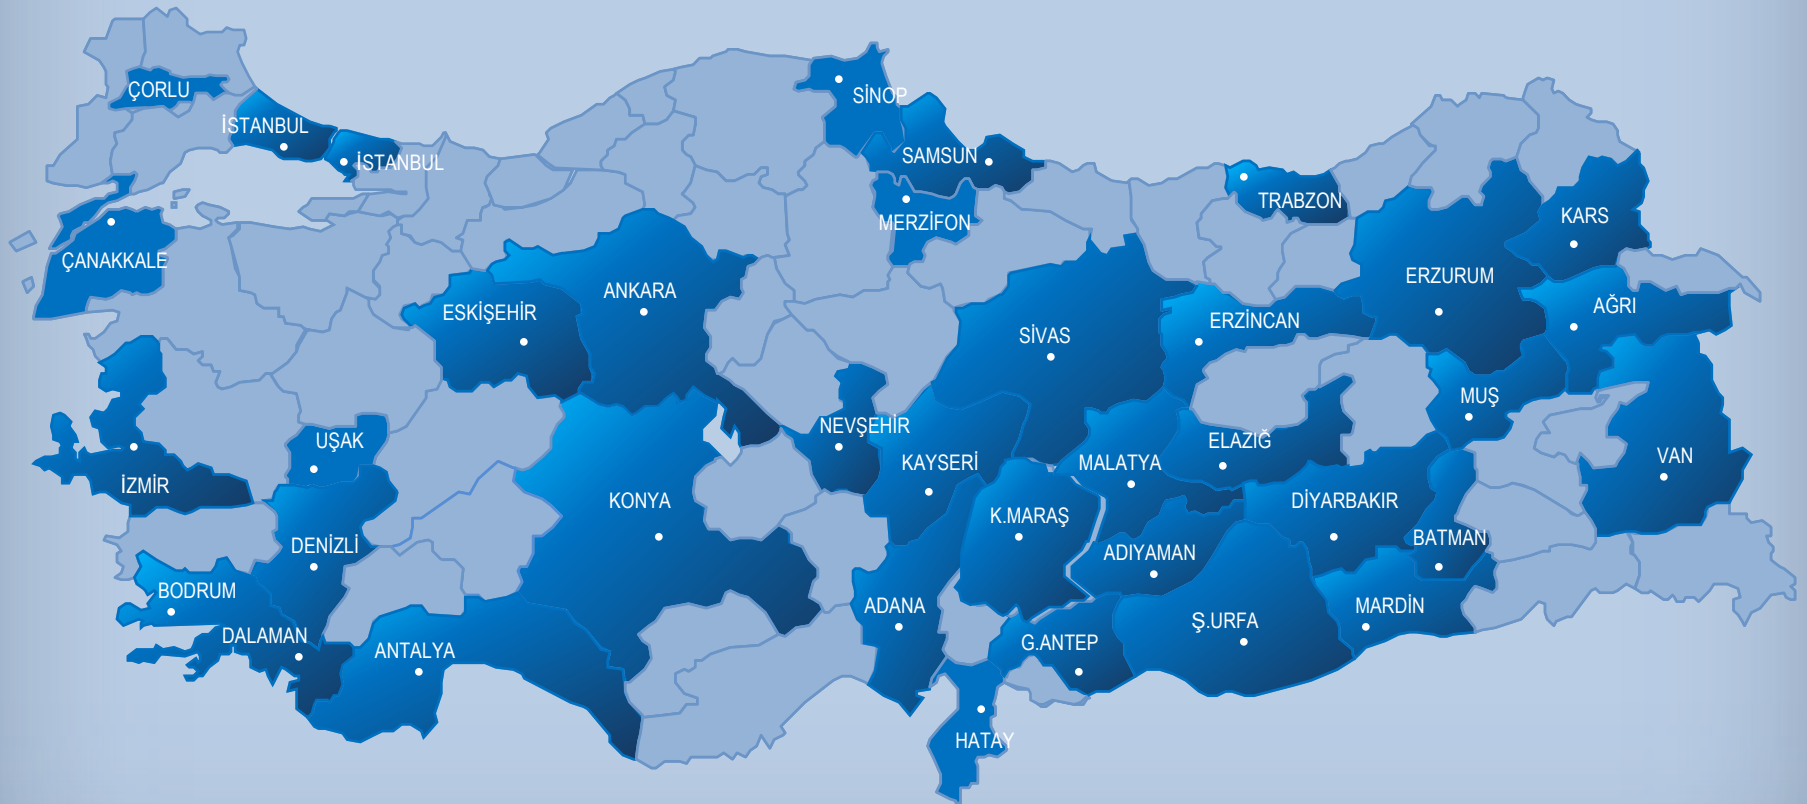 ÇORLU
SİNOP
İSTANBUL
İSTANBUL
SAMSUN
TRABZON
KARS
MERZİFON
ÇANAKKALE
ERZURUM
ANKARA
AĞRI
ESKİŞEHİR
ERZİNCAN
SİVAS
MUŞ
NEVŞEHİR
UŞAK
ELAZIĞ
VAN
KAYSERİ
MALATYA
İZMİR
KONYA
DİYARBAKIR
K.MARAŞ
BATMAN
DENİZLİ
ADIYAMAN
BODRUM
ADANA
MARDİN
Ş.URFA
DALAMAN
G.ANTEP
ANTALYA
HATAY